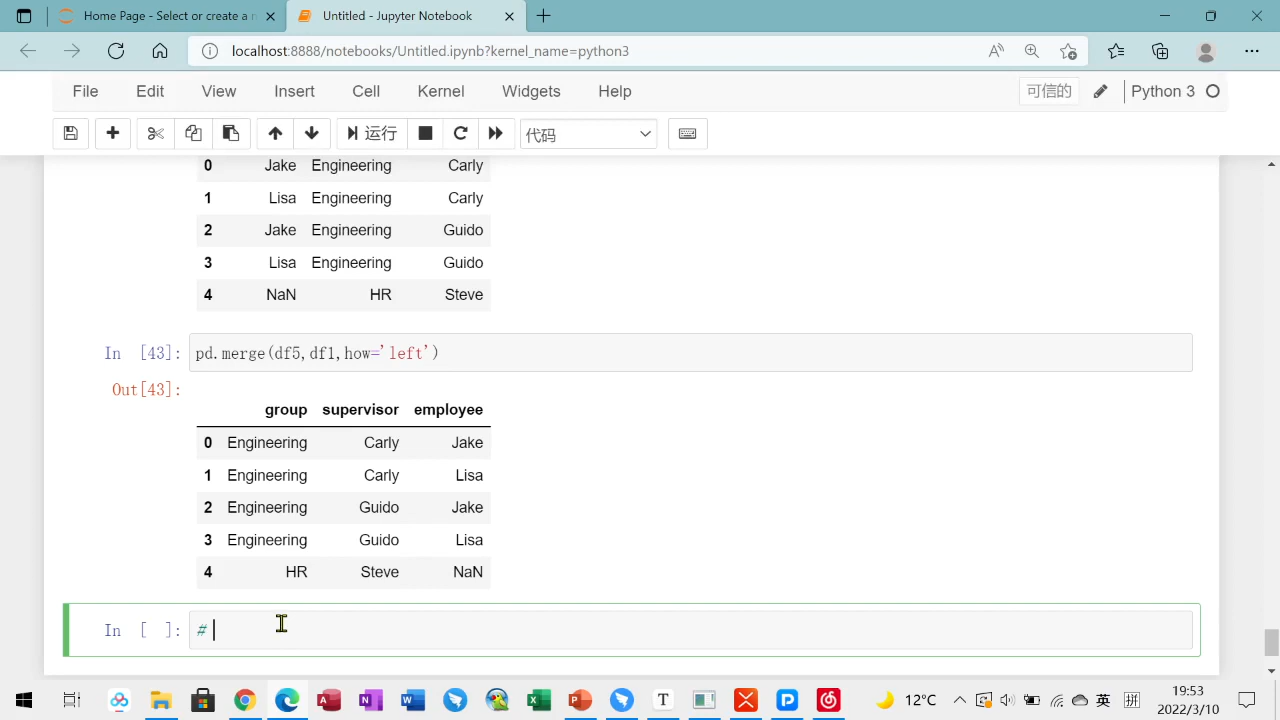 Home Page - Select or create a n
Untitled - Jupyter Notebook
localhost:8888/notebooks/Untitled.ipynb?kernel_name=python3
File Edit View Insert Cell Kernel Widgets Help 可信的 Python 3
运行 代码
0 Jake Engineering Carly
1 Lisa Engineering Carly
2 Jake Engineering Guido
3 Lisa Engineering Guido
4 NaN HR Steve
In [43]: pd.merge(df5,df1,how='left')
Out[43]:
group supervisor employee
0 Engineering Carly Jake
1 Engineering Carly Lisa
2 Engineering Guido Jake
3 Engineering Guido Lisa
4 HR Steve NaN
In [ ]: #
12°C 英 拼 19:53
2022/3/10